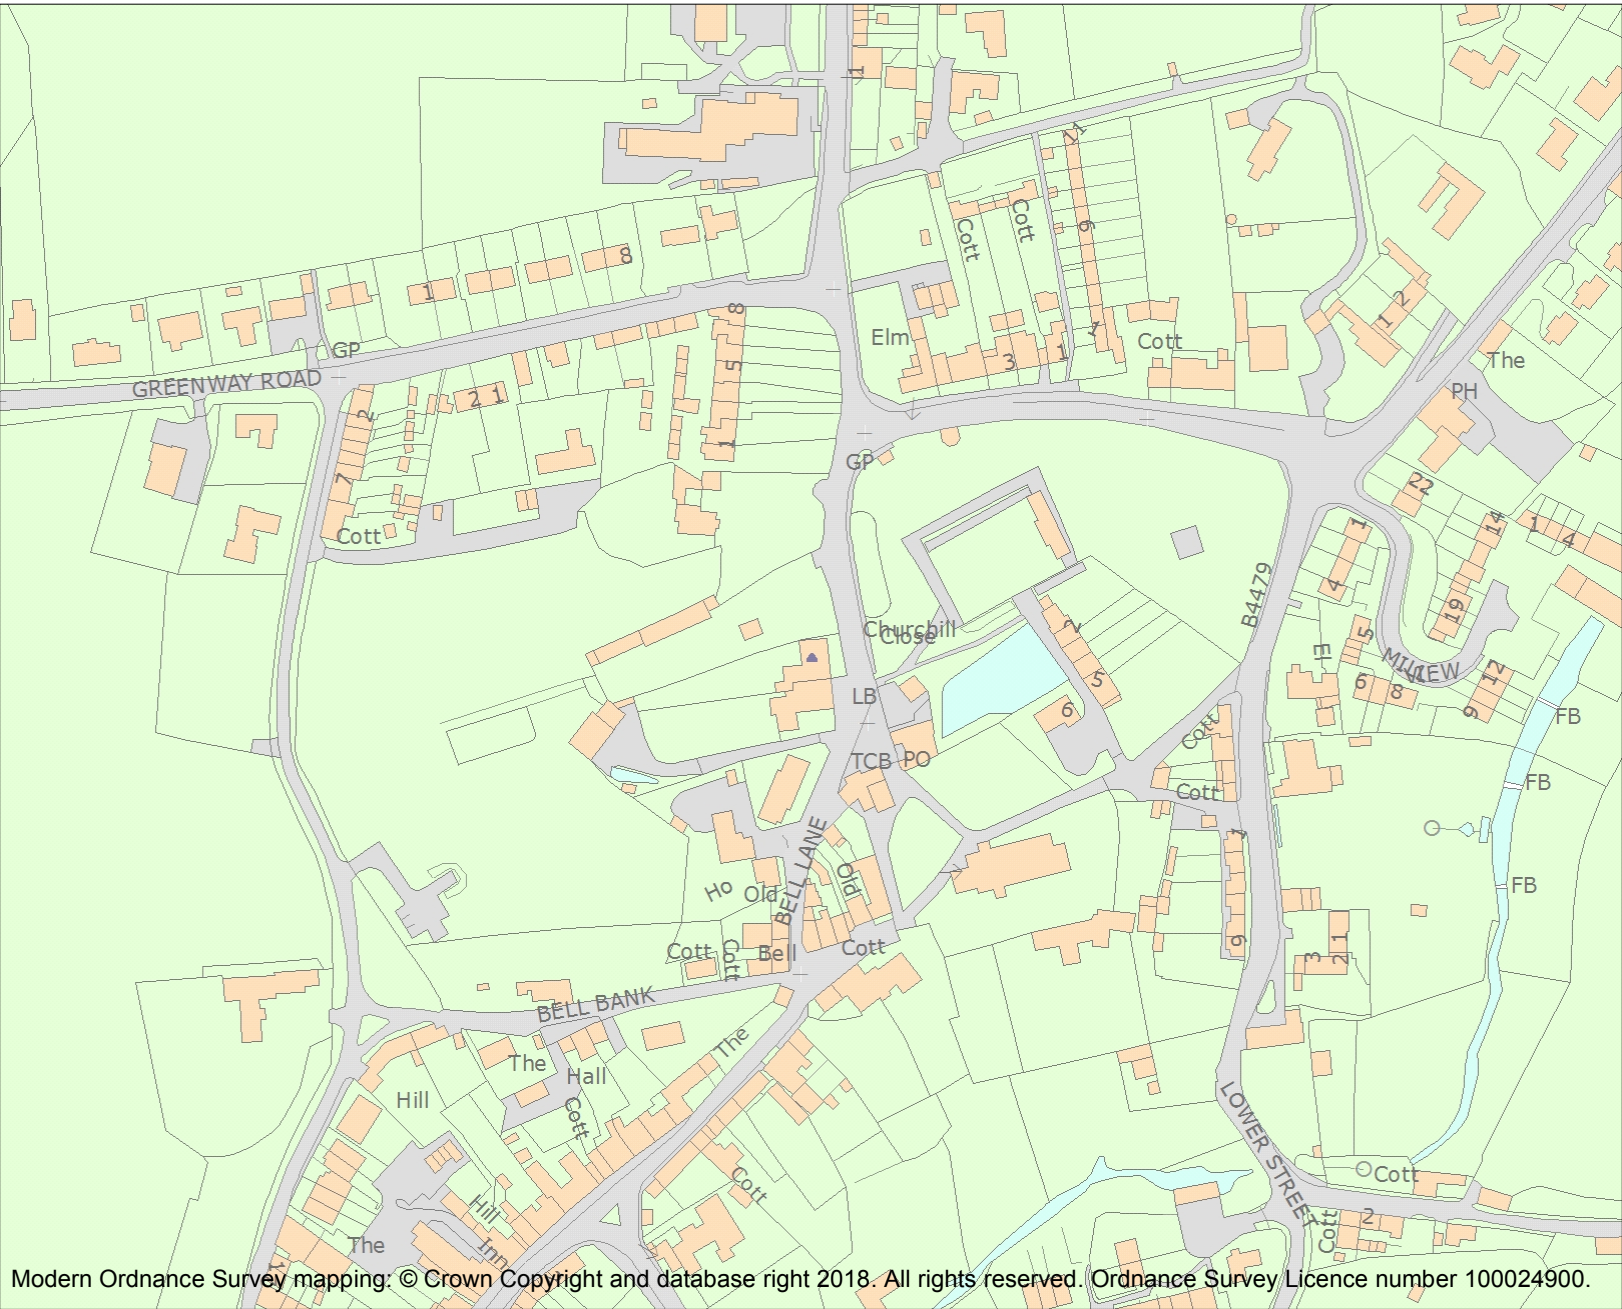 1
11
6
Cott
Cott
8
1
GP
GREENWAY ROAD
8
5
1
2 1
2
7
Cott
Elm
3
1
1
Cott
1 2
The
PH
GP
22
14
1
4
1
4
19
B4479
Churchill
Close
2
5
6
El
5
MILL
VIEW
6
8
12
9
FB
LB
TCB
PO
Cott
Cott
FB
FB
BELL LANE
Ho
Old
Old
Cott
Cott
Bell
Cott
1
9
1
2
3
BELL BANK
The
The
Hall
Cott
Hill
Cott
Hill
The
Inn
LOWER STREET
Cott
Cott
2
Modern Ordnance Survey mapping: © Crown Copyright and database right 2018. All rights reserved. Ordnance Survey Licence number 100024900.